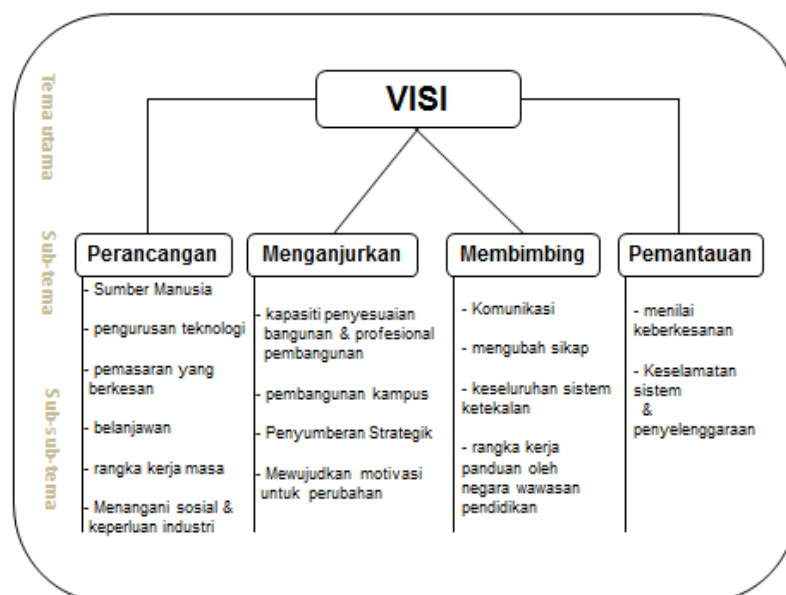 Tema utama
VISI
Sub-tema
Perancangan
Menganjurkan
Membimbing
Pemantauan
Sub-sub-tema
- Sumber Manusia
- pengurusan teknologi
- pemasaran yang
berkesan
- belanjawan
- rangka kerja masa
- Menangani sosial &
keperluan industri
- kapasiti penyesuaian
bangunan & profesional
pembangunan
- pembangunan kampus
- Penyumberan Strategik
- Mewujudkan motivasi
untuk perubahan
- Komunikasi
- mengubah sikap
- keseluruhan sistem
ketekalan
- rangka kerja
panduan oleh
negara wawasan
pendidikan
- menilai
keberkesanan
- Keselamatan
sistem
&
penyelenggaraan